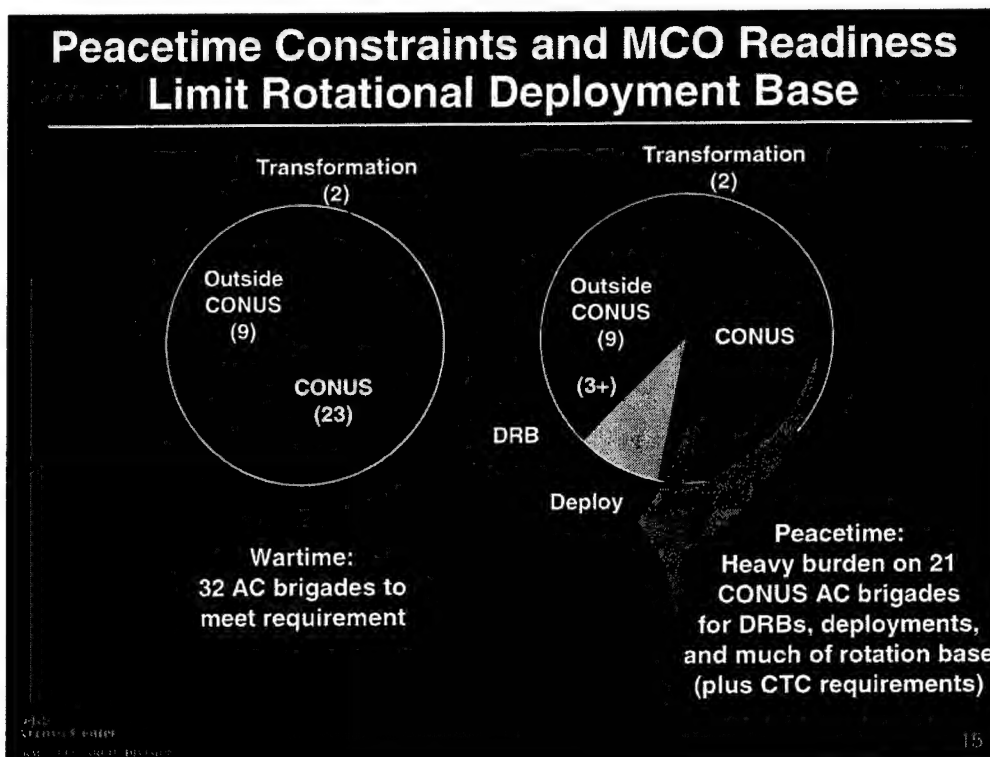 Peacetime Constraints and MCO Readiness
Limit Rotational Deployment Base
Transformation
(2)
Outside
CONUS
(9)
CONUS
(23)
Wartime:
32 AC brigades to
meet requirement
Transformation
(2)
Outside
CONUS
(9)
CONUS
(3+)
DRB
Deploy
Peacetime:
Heavy burden on 21
CONUS AC brigades
for DRBs, deployments,
and much of rotation base
(plus CTC requirements)
15